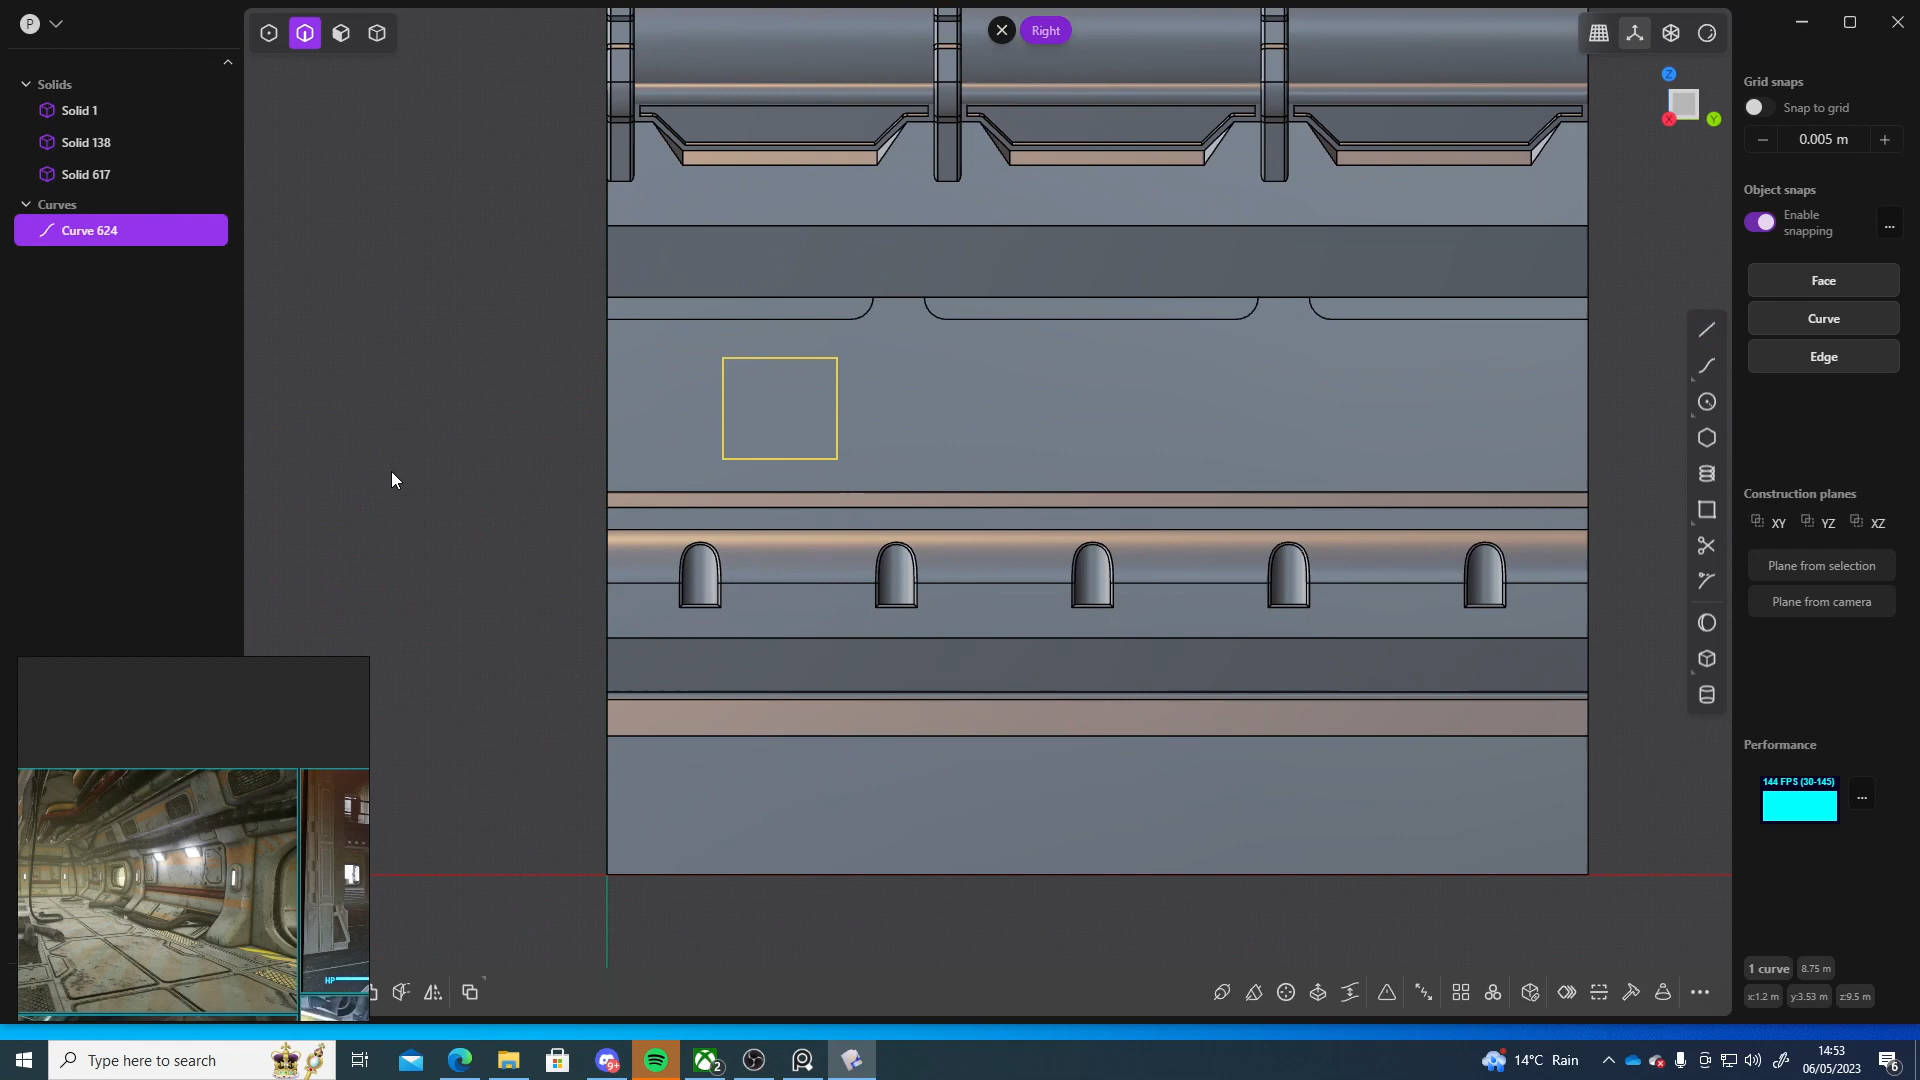 P
Solids
Solid 1
Solid 138
Solid 617
Curves
Curve 624
Right
Z
X
Y
Grid snaps
Snap to grid
0.005 m
Object snaps
Enable
snapping
...
Face
Curve
Edge
Construction planes
XY
YZ
XZ
Plane from selection
Plane from camera
Performance
144 FPS (30-145)
...
1 curve
8.75 m
x:1.2 m
y:3.53 m
z:9.5 m
HP
Type here to search
9+
2
14°C Rain
14:53
06/05/2023
6